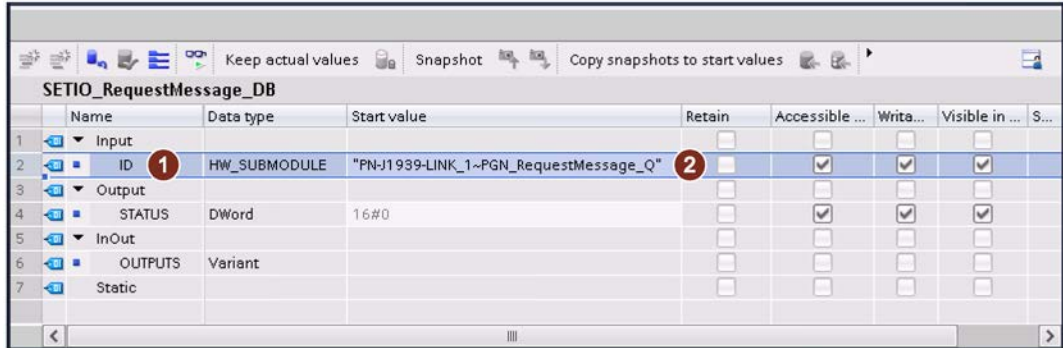 Keep actual values Snapshot Copy snapshots to start values
SETIO_RequestMessage_DB
Name Data type Start value Retain Accessible ... Writa... Visible in ... S...
1 Input
2 ID 1 HW_SUBMODULE "PN-J1939-LINK_1~PGN_RequestMessage_Q" 2
3 Output
4 STATUS DWord 16#0
5 InOut
6 OUTPUTS Variant
7 Static